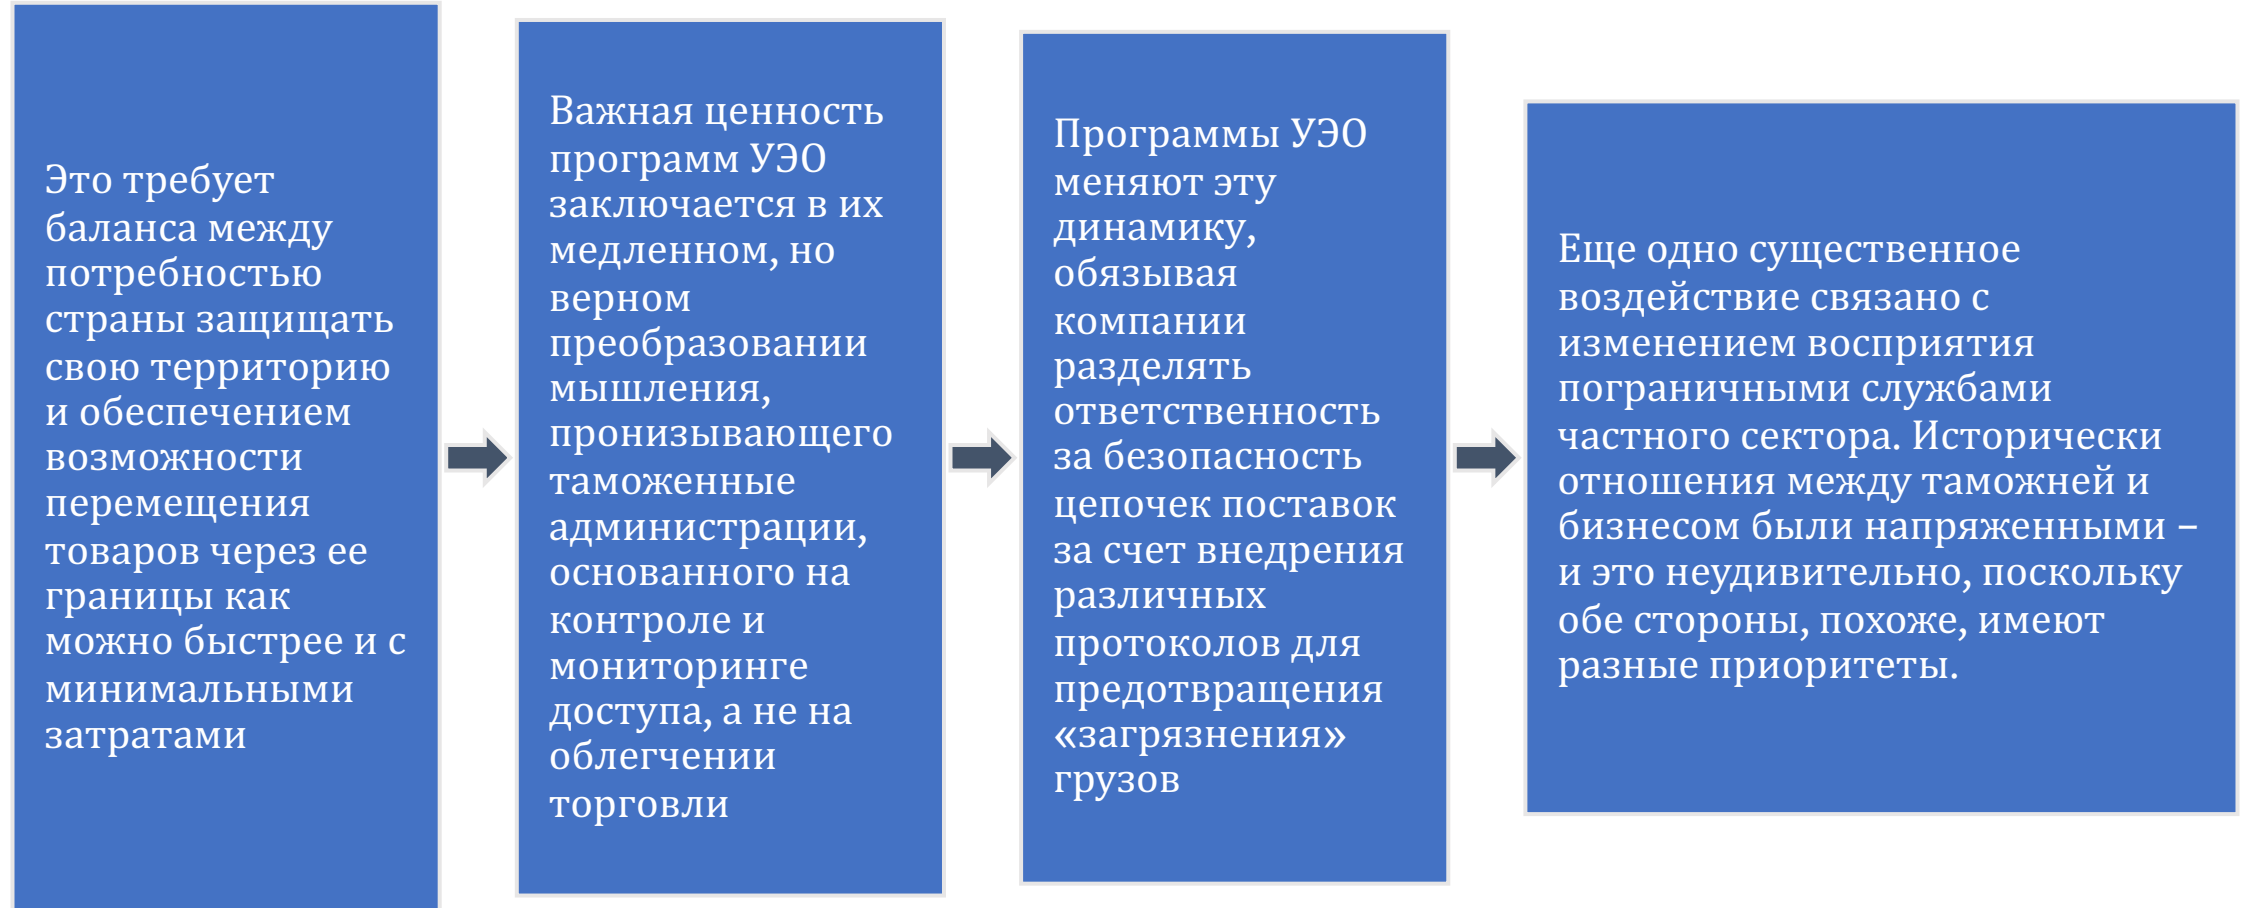 Это требует
баланса между
потребностью
страны защищать
свою территорию
и обеспечением
возможности
перемещения
товаров через ее
границы как
можно быстрее и с
минимальными
затратами
Важная ценность
программ УЭО
заключается в их
медленном, но
верном
преобразовании
мышления,
пронизывающего
таможенные
администрации,
основанного на
контроле и
мониторинге
доступа, а не на
облегчении
торговли
Программы УЭО
меняют эту
динамику,
обязывая
компании
разделять
ответственность
за безопасность
цепочек поставок
за счет внедрения
различных
протоколов для
предотвращения
«загрязнения»
грузов
Еще одно существенное
воздействие связано с
изменением восприятия
пограничными службами
частного сектора. Исторически
отношения между таможней и
бизнесом были напряженными –
и это неудивительно, поскольку
обе стороны, похоже, имеют
разные приоритеты.